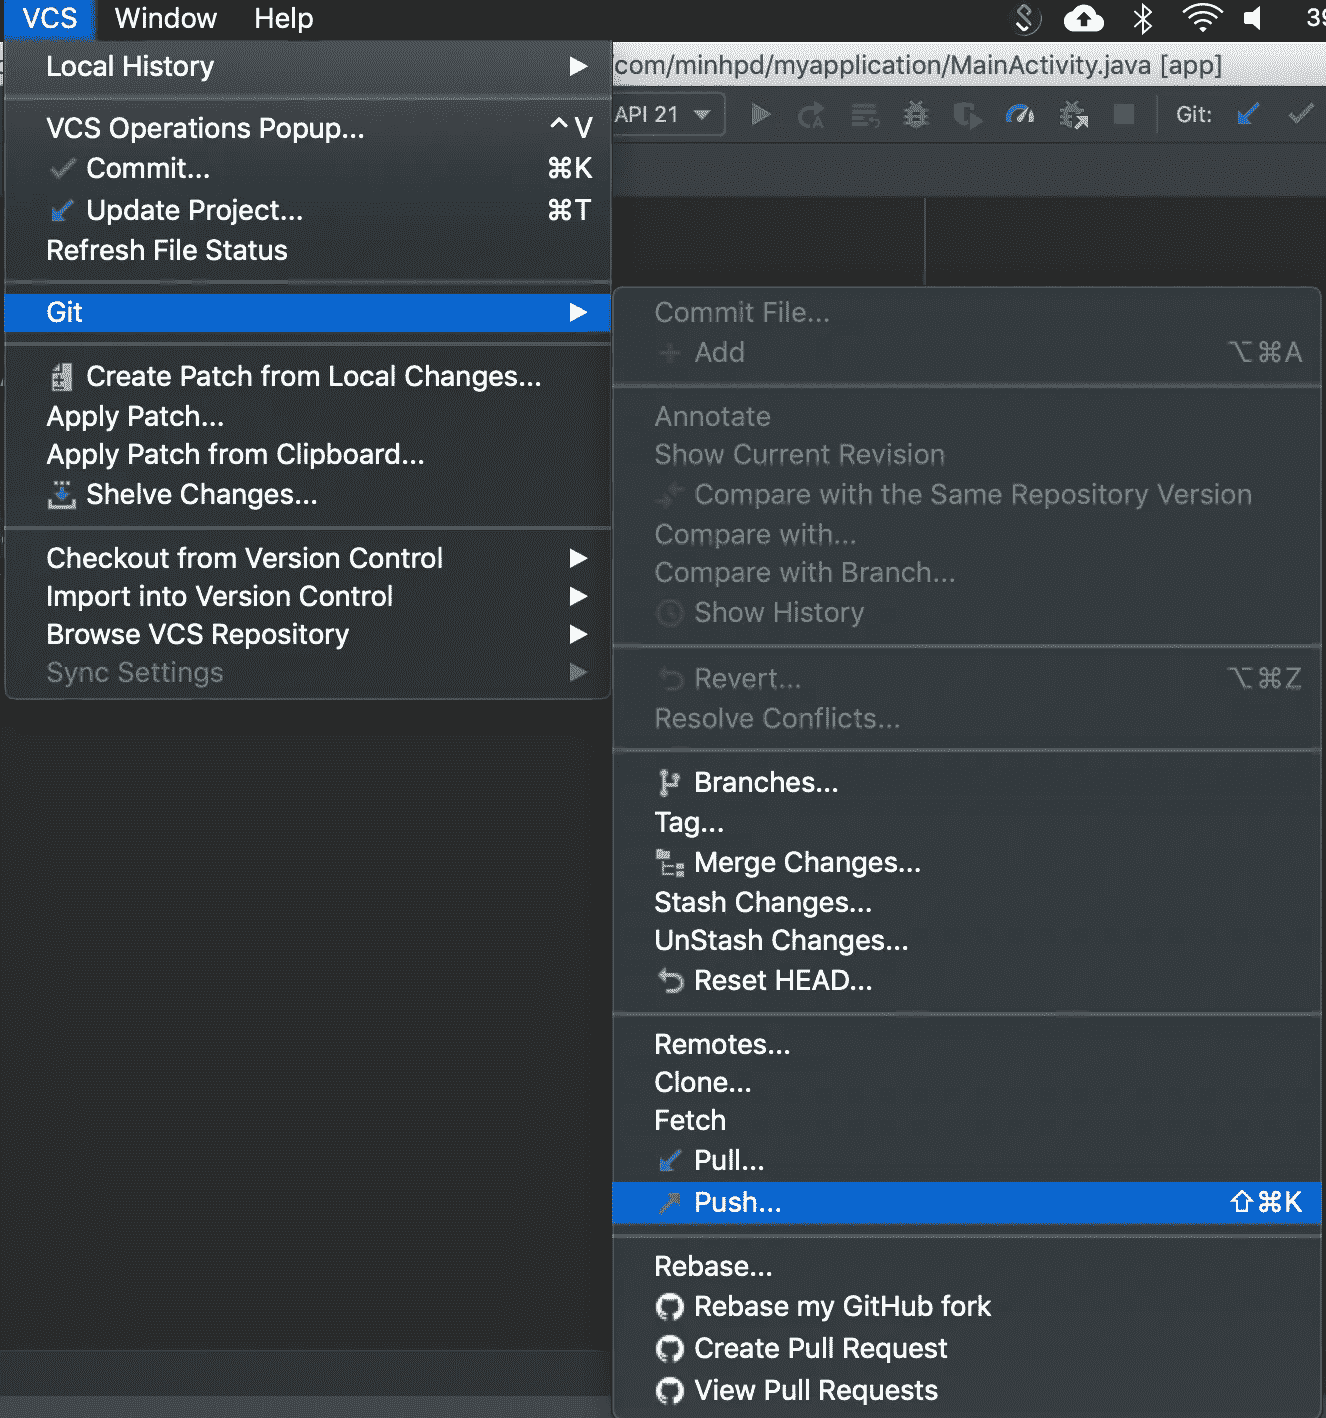 VCS Window Help
39
Local History
com/minhpd/myapplication/MainActivity.java [app]
VCS Operations Popup... ^V
API 21
Git:
Commit... ⌘K
Update Project... ⌘T
Refresh File Status
Git
Create Patch from Local Changes...
Apply Patch...
Apply Patch from Clipboard...
Shelve Changes...
Checkout from Version Control
Import into Version Control
Browse VCS Repository
Sync Settings
Commit File...
Add ⌥⌘A
Annotate
Show Current Revision
Compare with the Same Repository Version
Compare with...
Compare with Branch...
Show History
Revert... ⌥⌘Z
Resolve Conflicts...
Branches...
Tag...
Merge Changes...
Stash Changes...
UnStash Changes...
Reset HEAD...
Remotes...
Clone...
Fetch
Pull...
Push... ⇧⌘K
Rebase...
Rebase my GitHub fork
Create Pull Request
View Pull Requests